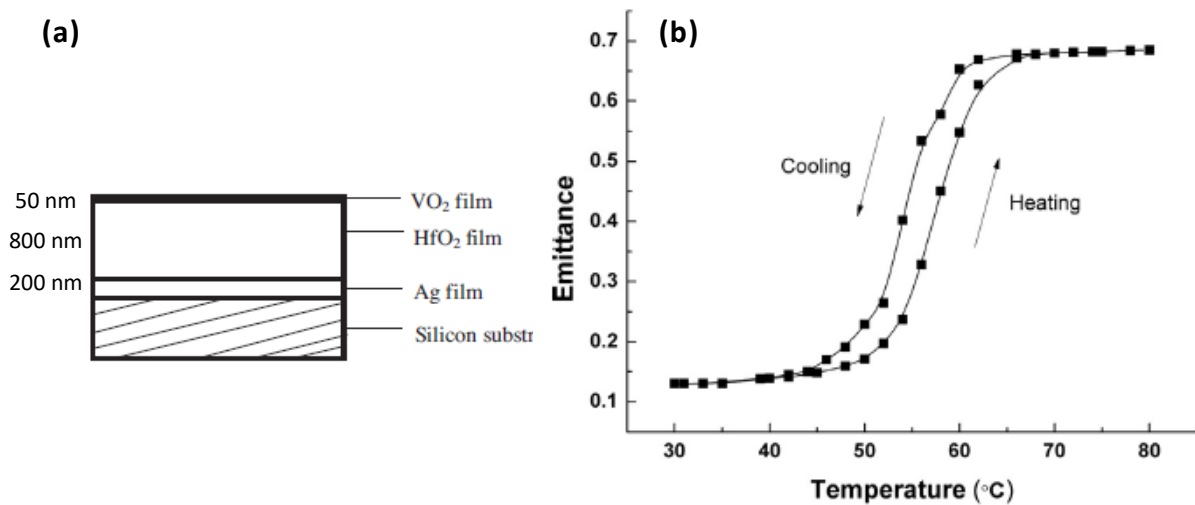 (a)
50 nm
800 nm
200 nm
VO₂ film
HfO₂ film
Ag film
Silicon substr
(b)
Emittance
0.7
0.6
0.5
0.4
0.3
0.2
0.1
Cooling
Heating
30 40 50 60 70 80
Temperature (°C)